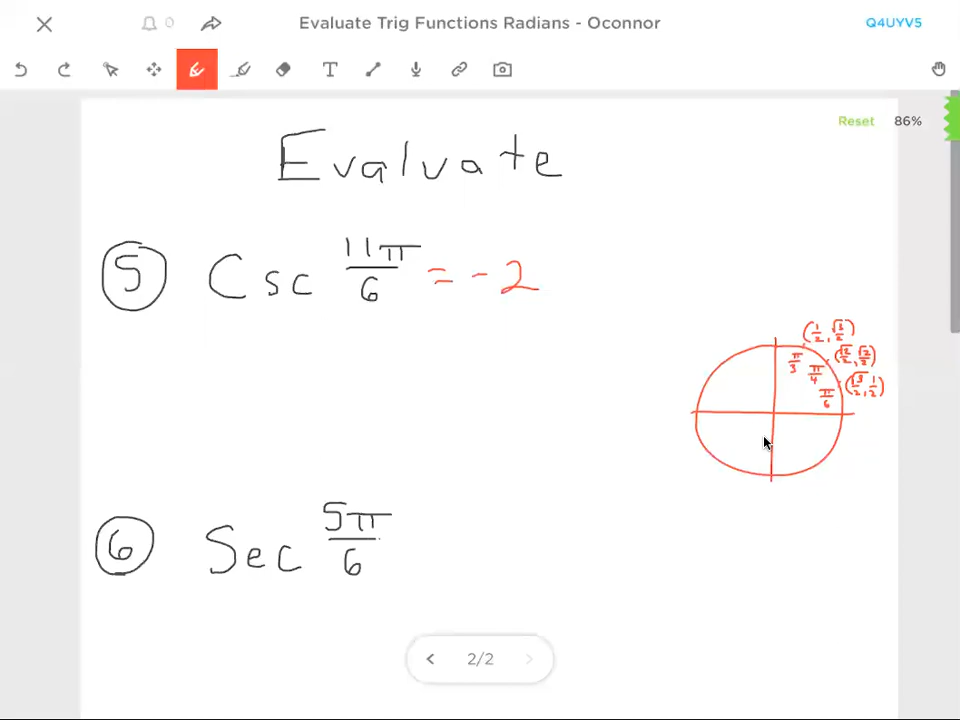 0 Evaluate Trig Functions Radians - Oconnor Q4UYV5
T
Reset 86%
Evaluate
5 Csc 11π/6 = -2
(1/2, √3/2)
π/3 (√2/2, √2/2)
π/4
(√3/2, 1/2)
π/6
6 Sec 5π/6
< 2/2 >